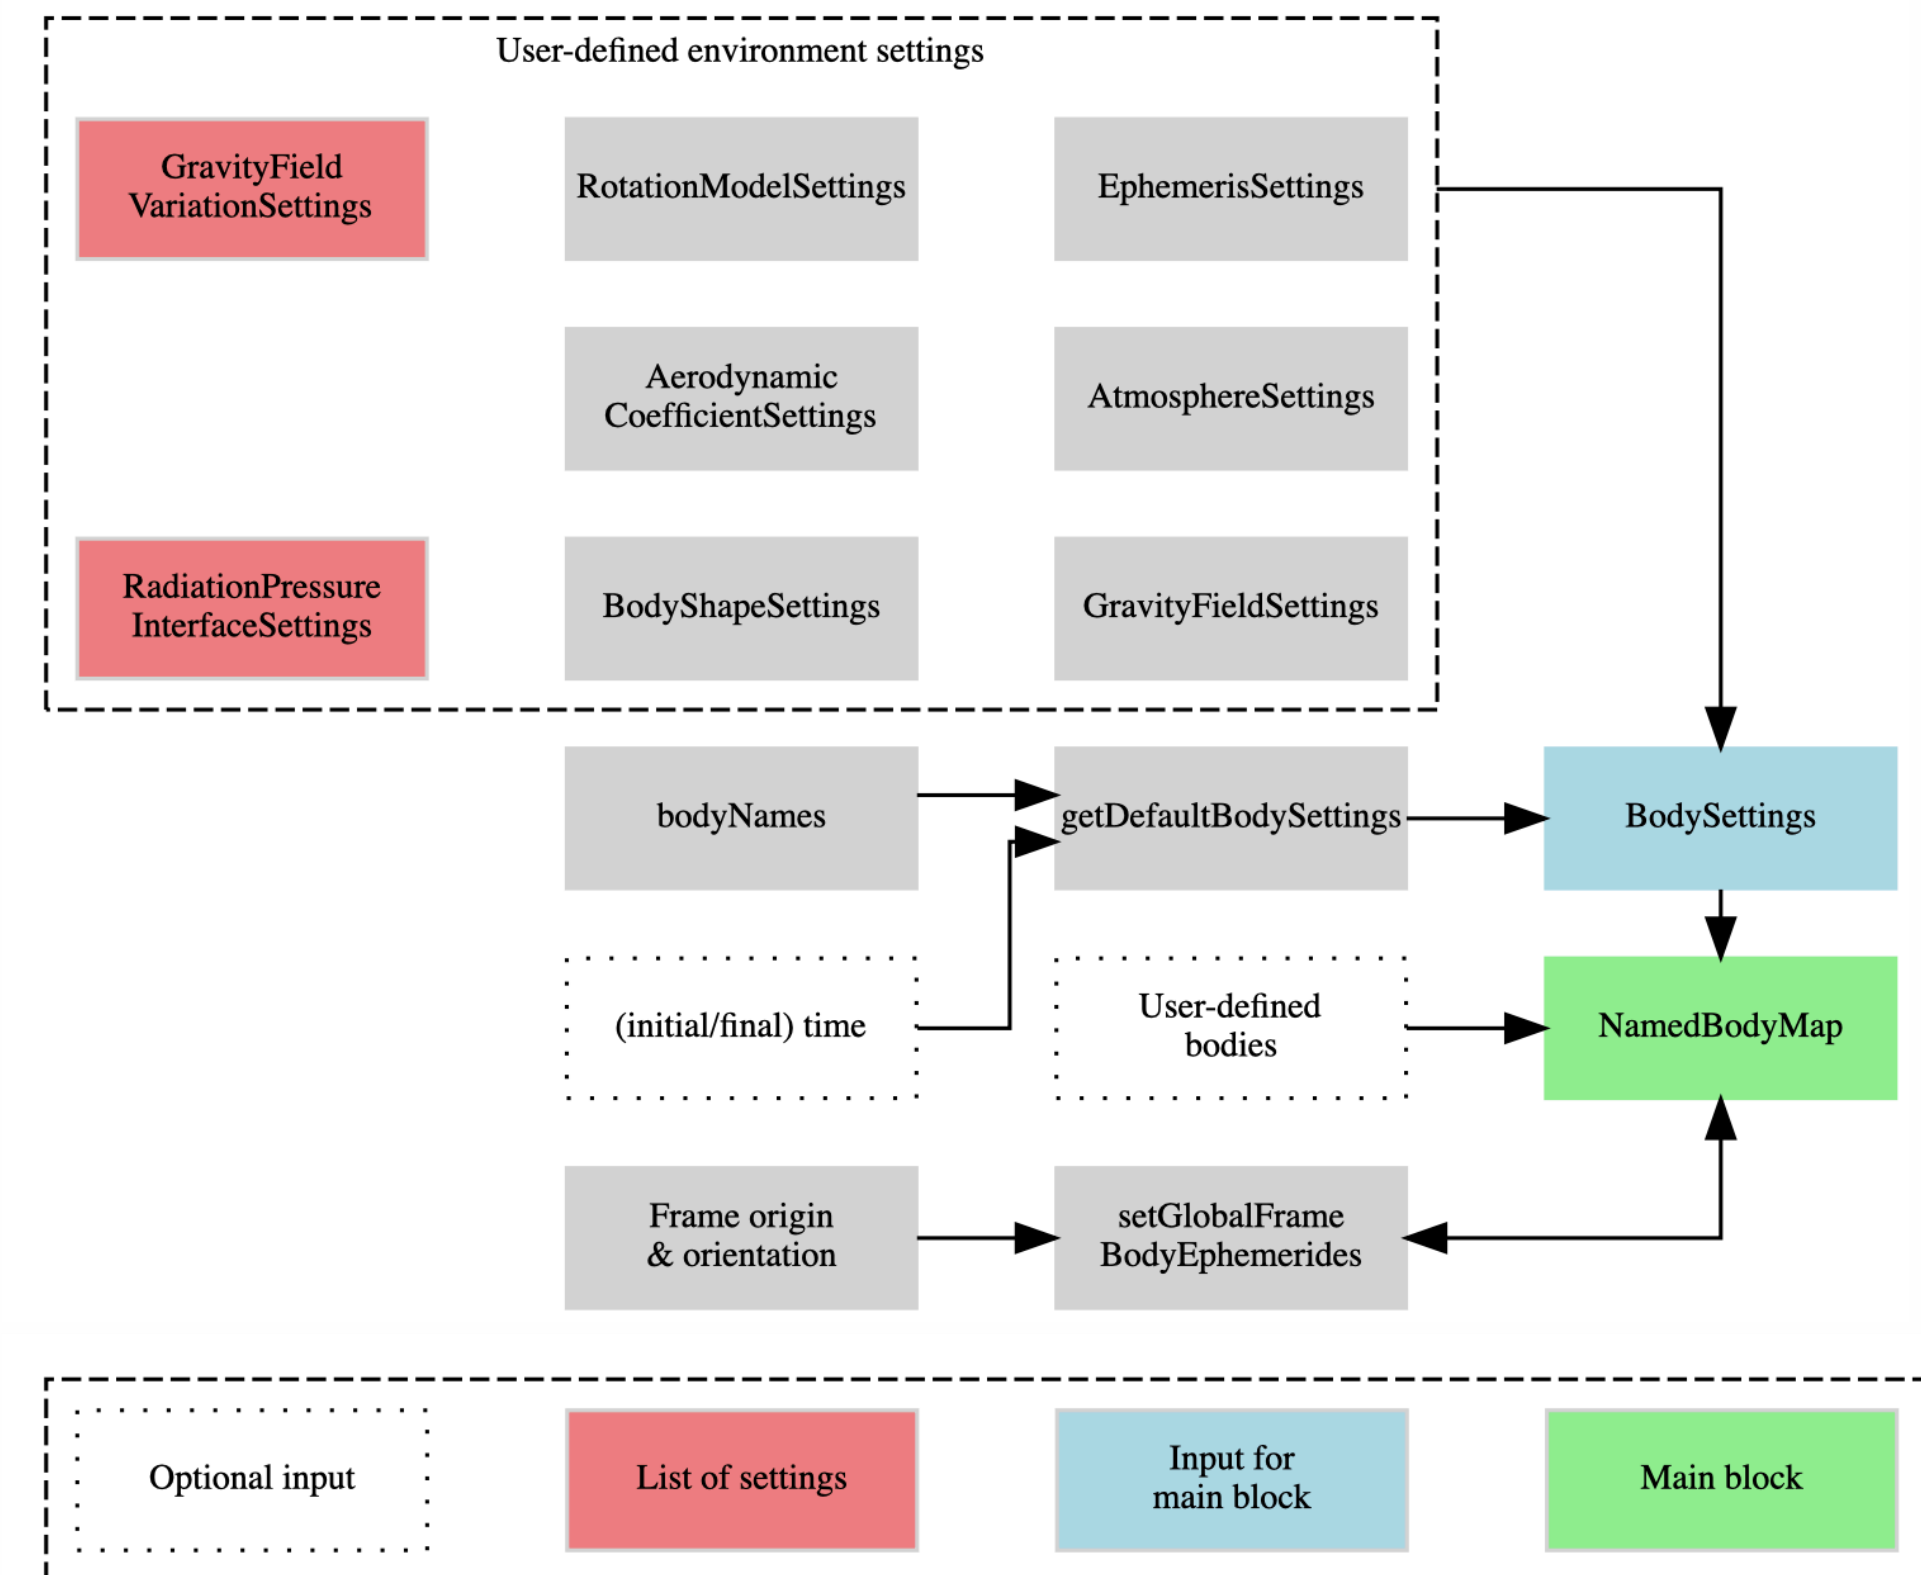 User-defined environment settings
GravityField
VariationSettings
RotationModelSettings
EphemerisSettings
Aerodynamic
CoefficientSettings
AtmosphereSettings
RadiationPressure
InterfaceSettings
BodyShapeSettings
GravityFieldSettings
bodyNames
getDefaultBodySettings
BodySettings
(initial/final) time
User-defined
bodies
NamedBodyMap
Frame origin
& orientation
setGlobalFrame
BodyEphemerides
Optional input
List of settings
Input for
main block
Main block